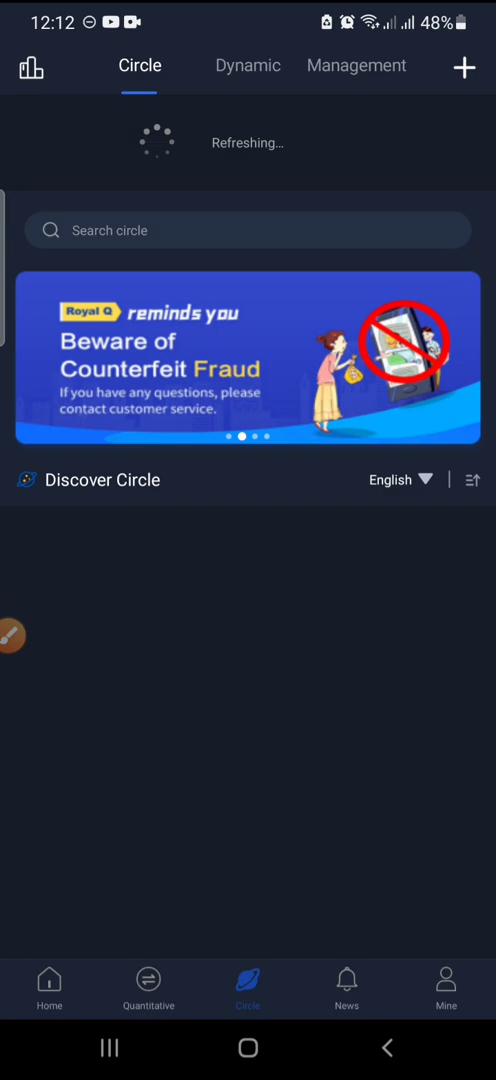 12:12
48%
Circle
Dynamic
Management
Refreshing...
Search circle
Royal Q reminds you
Beware of
Counterfeit Fraud
If you have any questions, please
contact customer service.
Discover Circle
English
Home
Quantitative
Circle
News
Mine